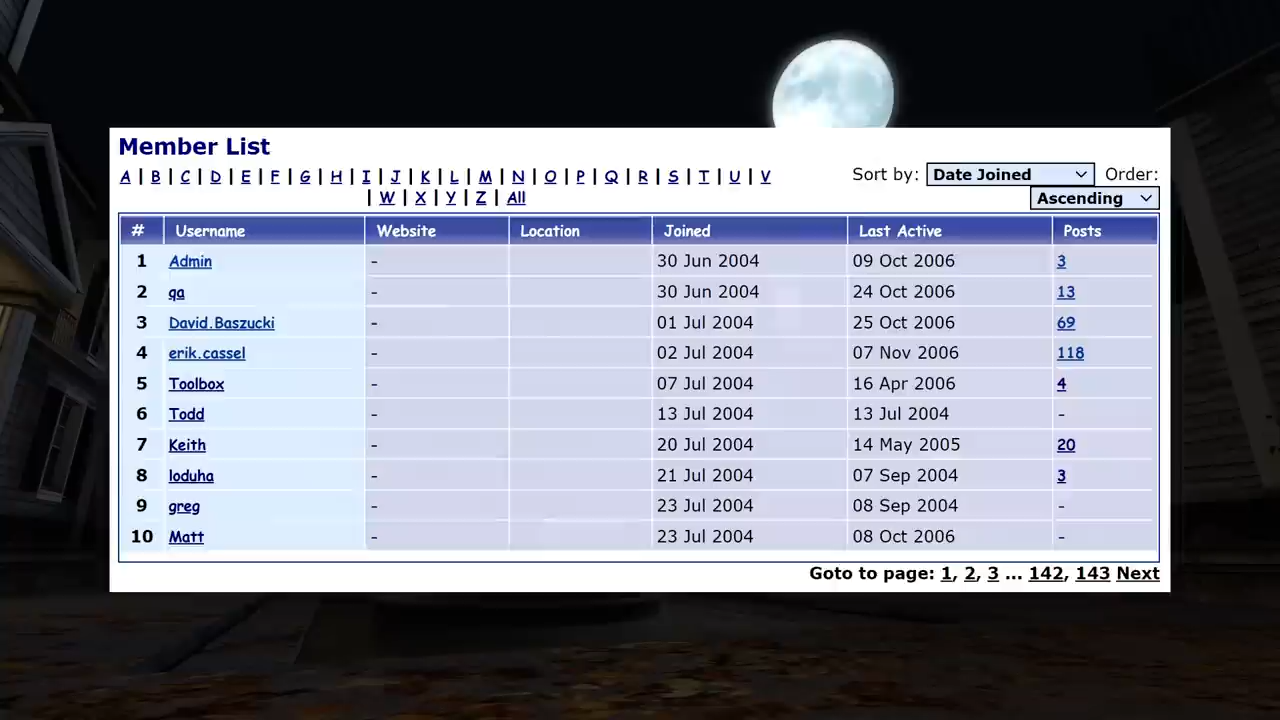 Member List
A | B | C | D | E | F | G | H | I | J | K | L | M | N | O | P | Q | R | S | T | U | V
| W | X | Y | Z | All
Sort by: Date Joined Order:
Ascending
# Username Website Location Joined Last Active Posts
1 Admin - 30 Jun 2004 09 Oct 2006 3
2 qa - 30 Jun 2004 24 Oct 2006 13
3 David.Baszucki - 01 Jul 2004 25 Oct 2006 69
4 erik.cassel - 02 Jul 2004 07 Nov 2006 118
5 Toolbox - 07 Jul 2004 16 Apr 2006 4
6 Todd - 13 Jul 2004 13 Jul 2004 -
7 Keith - 20 Jul 2004 14 May 2005 20
8 loduha - 21 Jul 2004 07 Sep 2004 3
9 greg - 23 Jul 2004 08 Sep 2004 -
10 Matt - 23 Jul 2004 08 Oct 2006 -
Goto to page: 1, 2, 3 ... 142, 143 Next